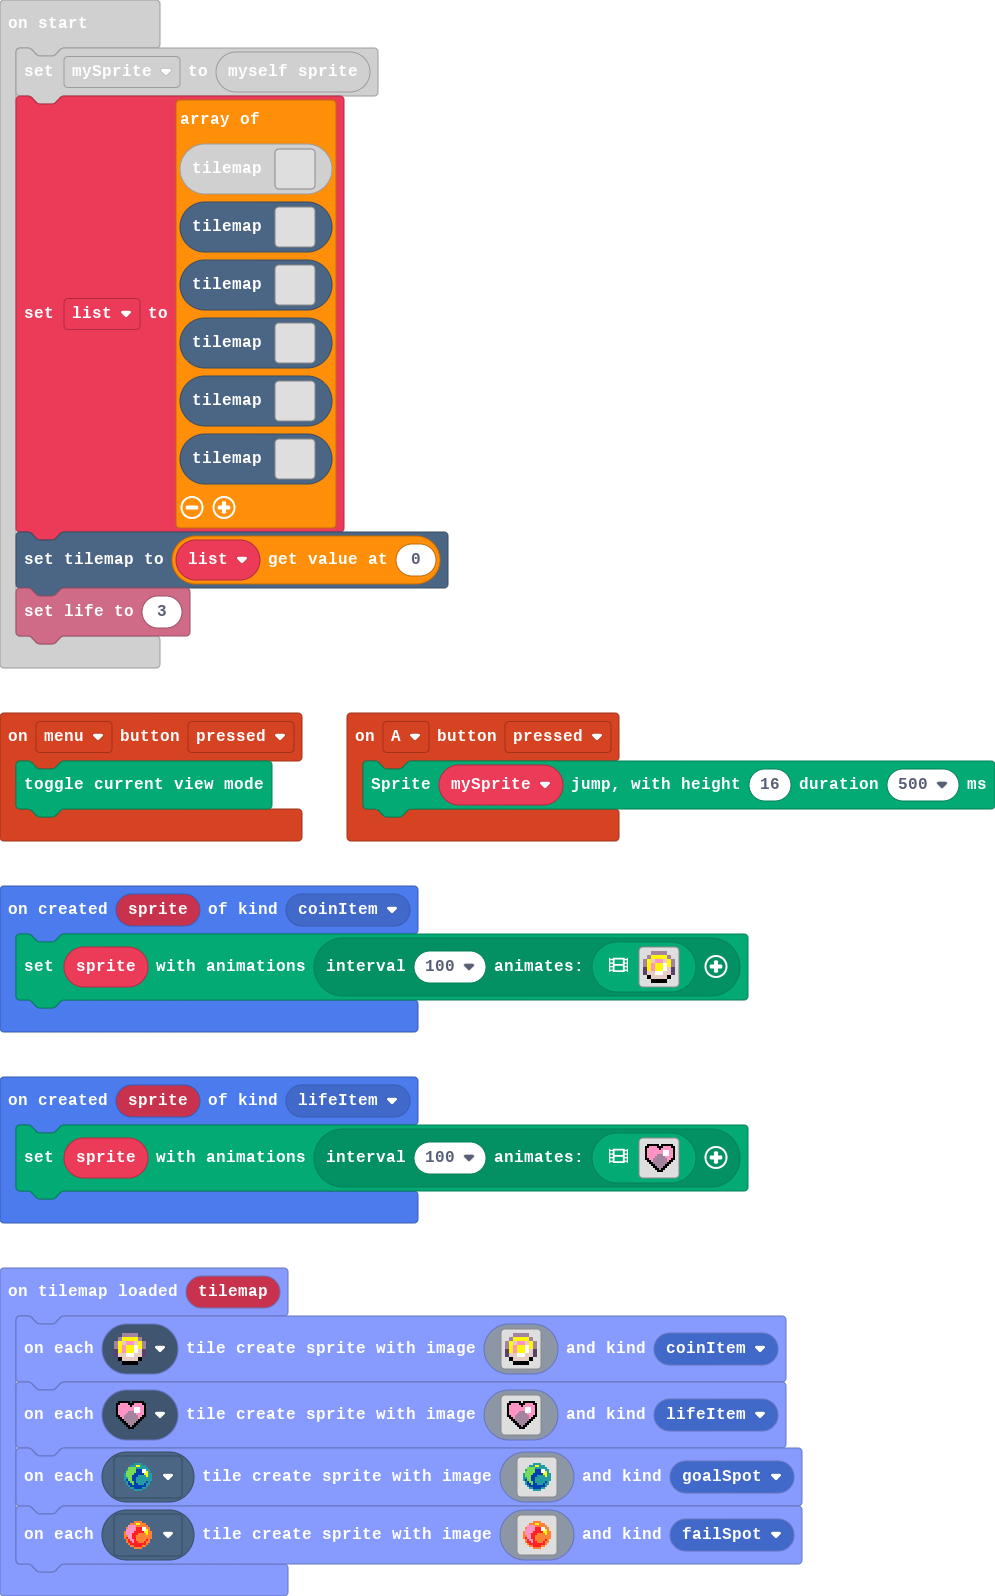 on start
set mySprite to myself sprite
array of
tilemap
tilemap
tilemap
set list to
tilemap
tilemap
tilemap
set tilemap to list get value at 0
set life to 3
on menu button pressed
toggle current view mode
on A button pressed
Sprite mySprite jump, with height 16 duration 500 ms
on created sprite of kind coinItem
set sprite with animations interval 100 animates:
on created sprite of kind lifeItem
set sprite with animations interval 100 animates:
on tilemap loaded tilemap
on each tile create sprite with image and kind coinItem
on each tile create sprite with image and kind lifeItem
on each tile create sprite with image and kind goalSpot
on each tile create sprite with image and kind failSpot